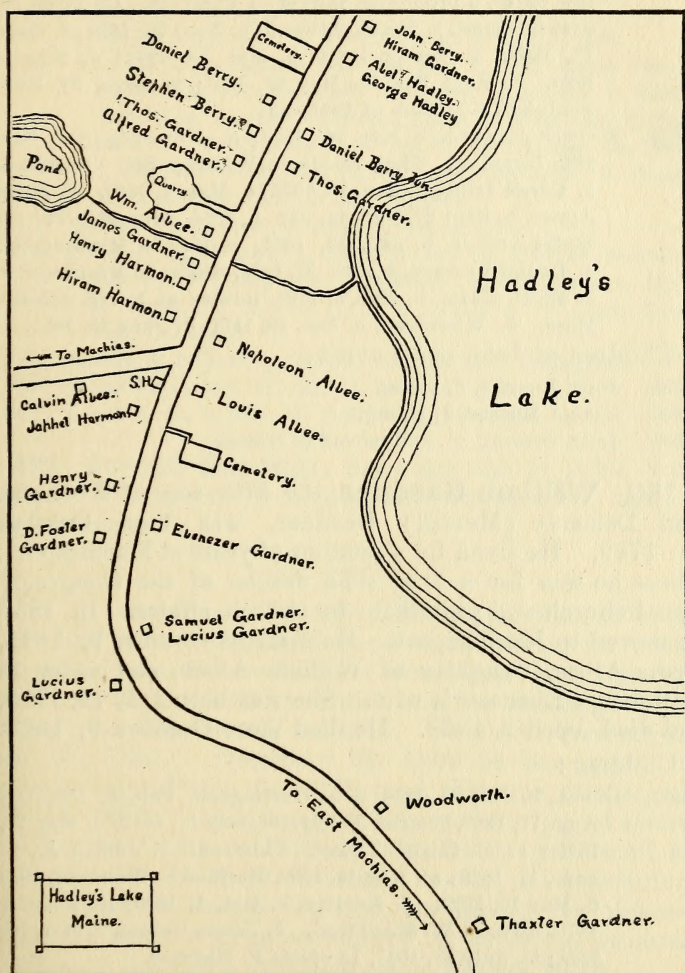 Cemetery.
John Berry.
Hiram Gardner.
Abel Hadley.
George Hadley
Daniel Berry.
Stephen Berry.
Thos. Gardner.
Alfred Gardner.
Daniel Berry Jun.
Thos. Gardner.
Pond
Quarry.
Wm. Albee.
James Gardner.
Henry Harmon.
Hiram Harmon.
Hadley's
Lake.
To Machias.
Napoleon Albee.
S.H.
Calvin Albee.
Japhet Harmon.
Louis Albee.
Cemetery.
Henry
Gardner.
D. Foster
Gardner.
Ebenezer Gardner.
Samuel Gardner.
Lucius Gardner.
Lucius
Gardner.
To East Machias.
Woodworth.
Thaxter Gardner.
Hadley's Lake
Maine.